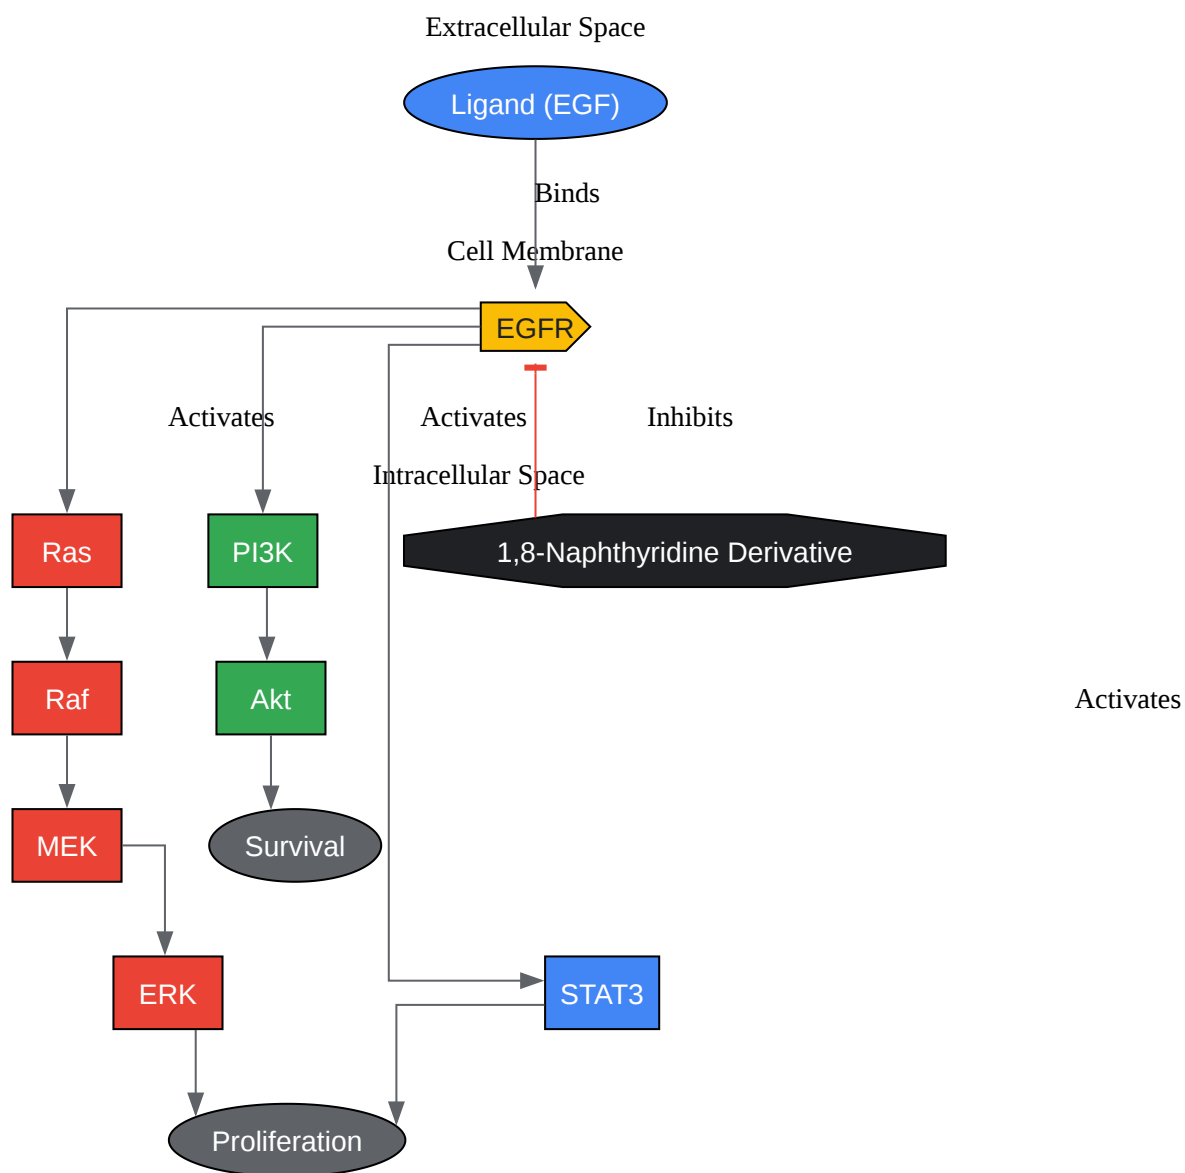 Extracellular Space
Ligand (EGF)
Binds
Cell Membrane
EGFR
Activates
Activates
Inhibits
Intracellular Space
Ras
PI3K
1,8-Naphthyridine Derivative
Raf
Akt
Activates
MEK
Survival
ERK
STAT3
Proliferation